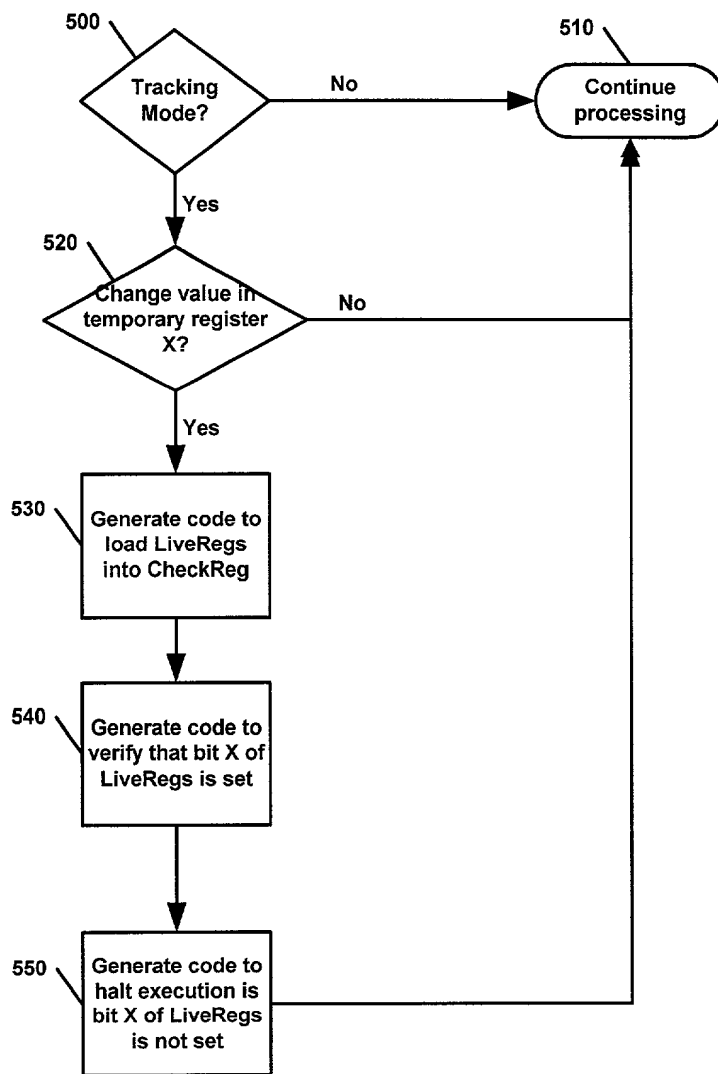 500
Tracking
Mode?
No
510
Continue
processing
Yes
520
Change value in
temporary register
X?
No
Yes
530
Generate code to
load LiveRegs
into CheckReg
540
Generate code to
verify that bit X of
LiveRegs is set
550
Generate code to
halt execution is
bit X of LiveRegs
is not set